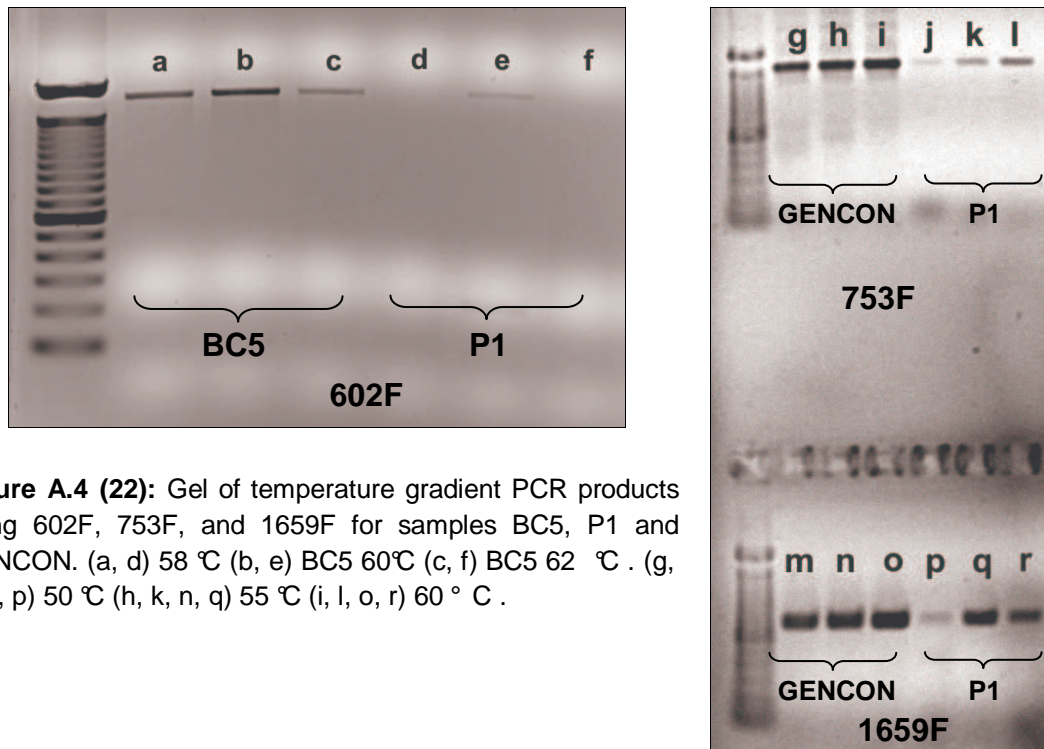 a b c d e f
BC5 P1
602F
g h i j k l
GENCON P1
753F
m n o p q r
GENCON P1
1659F
ure A.4 (22): Gel of temperature gradient PCR products
ng 602F, 753F, and 1659F for samples BC5, P1 and
NCON. (a, d) 58 °C (b, e) BC5 60°C (c, f) BC5 62 °C . (g,
, p) 50 °C (h, k, n, q) 55 °C (i, l, o, r) 60 ° C .